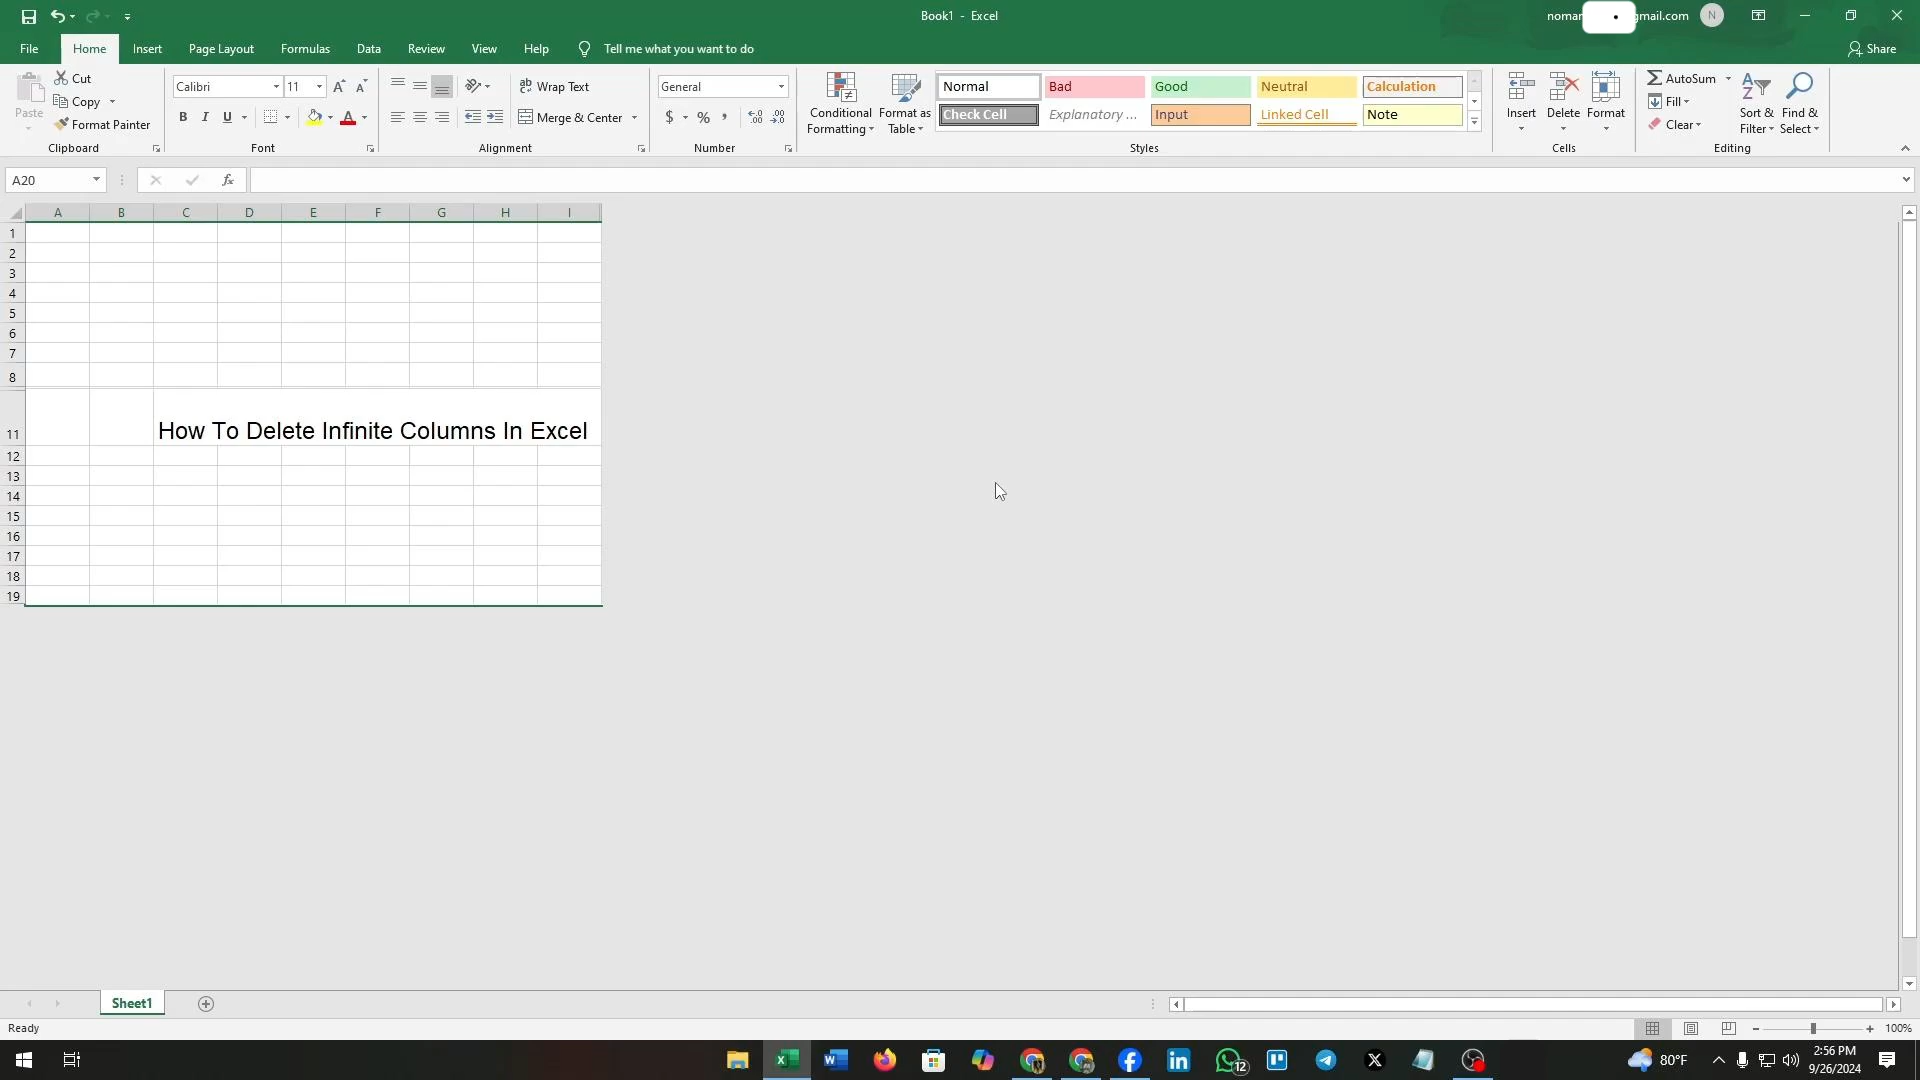 Book1 - Excel
gmail.com
N
File Home Insert Page Layout Formulas Data Review View Help Tell me what you want to do Share
Paste
Cut
Copy
Format Painter
Clipboard
Calibri 11
B I U
Font
Wrap Text
Merge & Center
Alignment
General
$ % ,
Number
Conditional Formatting
Format as Table
Normal Bad Good Neutral Calculation
Check Cell Explanatory ... Input Linked Cell Note
Styles
Insert Delete Format
Cells
AutoSum
Fill
Clear
Sort & Filter
Find & Select
Editing
A20
fx
A B C D E F G H I
1
2
3
4
5
6
7
8
11 How To Delete Infinite Columns In Excel
12
13
14
15
16
17
18
19
Sheet1
Ready
100%
12
80°F
2:56 PM
9/26/2024